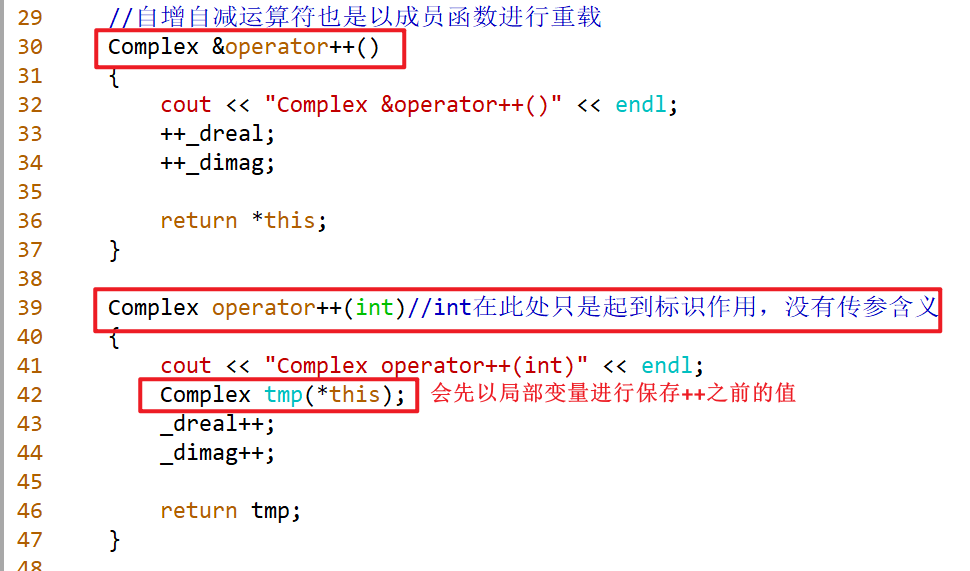 29 //自增自减运算符也是以成员函数进行重载
30 Complex &operator++()
31 {
32 cout << "Complex &operator++()" << endl;
33 ++_dreal;
34 ++_dimag;
35
36 return *this;
37 }
38
39 Complex operator++(int)//int在此处只是起到标识作用，没有传参含义
40 {
41 cout << "Complex operator++(int)" << endl;
42 Complex tmp(*this); 会先以局部变量进行保存++之前的值
43 _dreal++;
44 _dimag++;
45
46 return tmp;
47 }
48